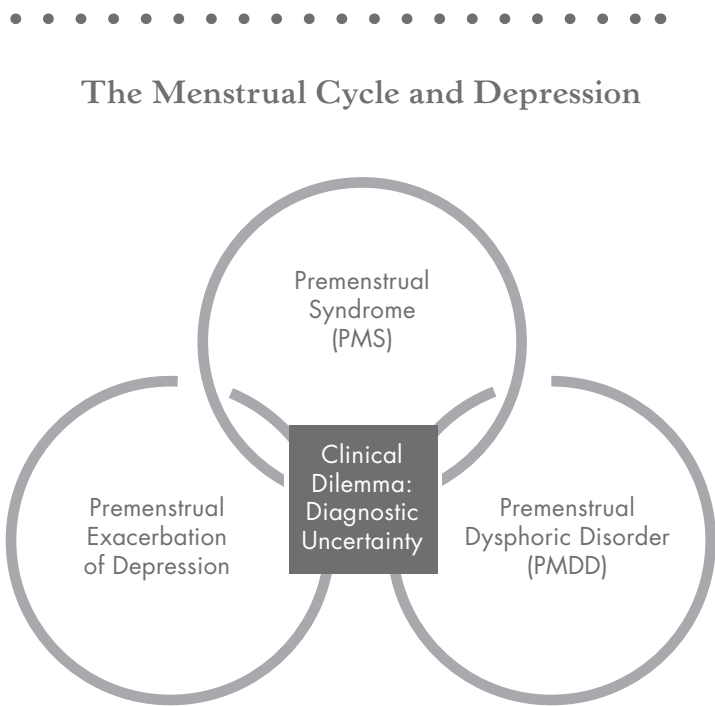 The Menstrual Cycle and Depression
Premenstrual
Syndrome
(PMS)
Clinical
Dilemma:
Diagnostic
Uncertainty
Premenstrual
Exacerbation
of Depression
Premenstrual
Dysphoric Disorder
(PMDD)